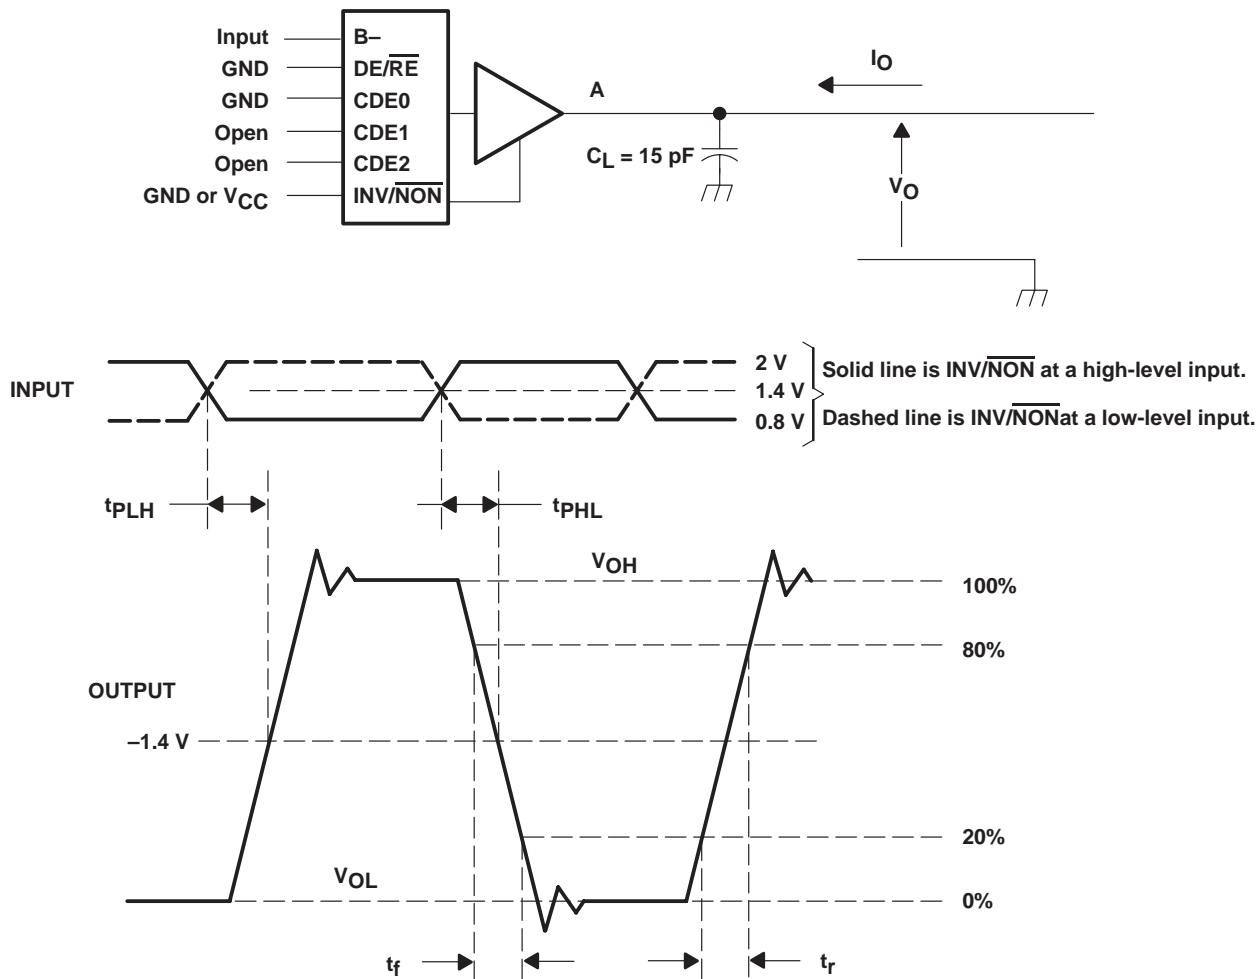 Input B–
GND DE/RE
GND CDE0
Open CDE1
Open CDE2
GND or VCC INV/NON
A
IO
CL = 15 pF
VO
INPUT
2 V
1.4 V
0.8 V
Solid line is INV/NON at a high-level input.
Dashed line is INV/NONat a low-level input.
tPLH
tPHL
VOH
100%
80%
OUTPUT
–1.4 V
20%
VOL
0%
tf
tr